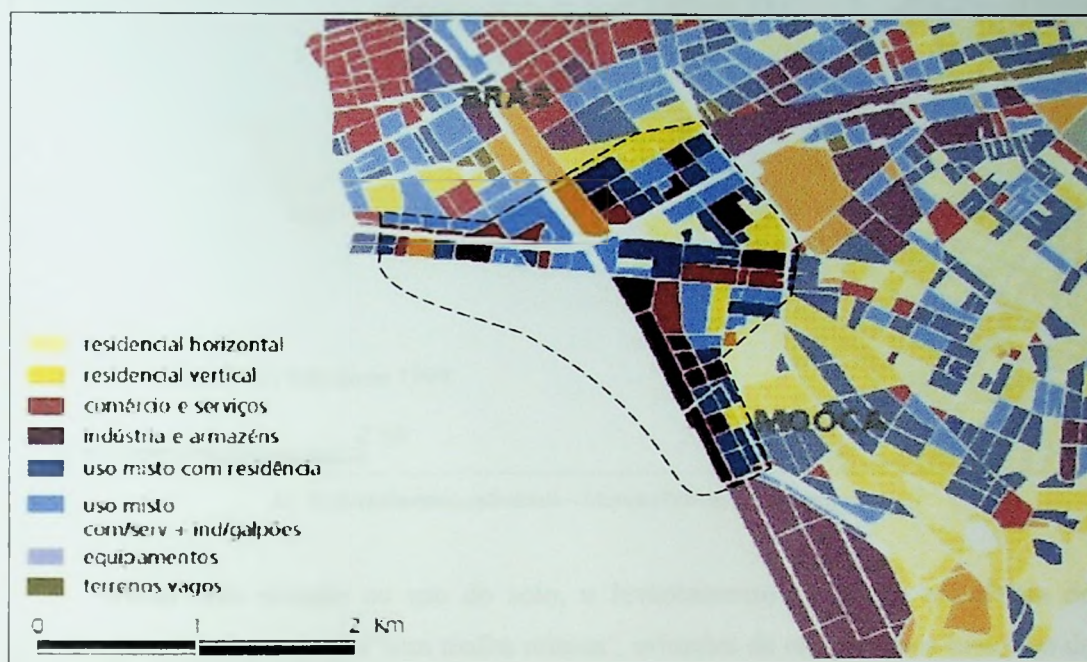 BRÁS
MOÓCA
residencial horizontal
residencial vertical
comércio e serviços
indústria e armazéns
uso misto com residência
uso misto
com/serv + ind/galpões
equipamentos
terrenos vagos
0 1 2 Km